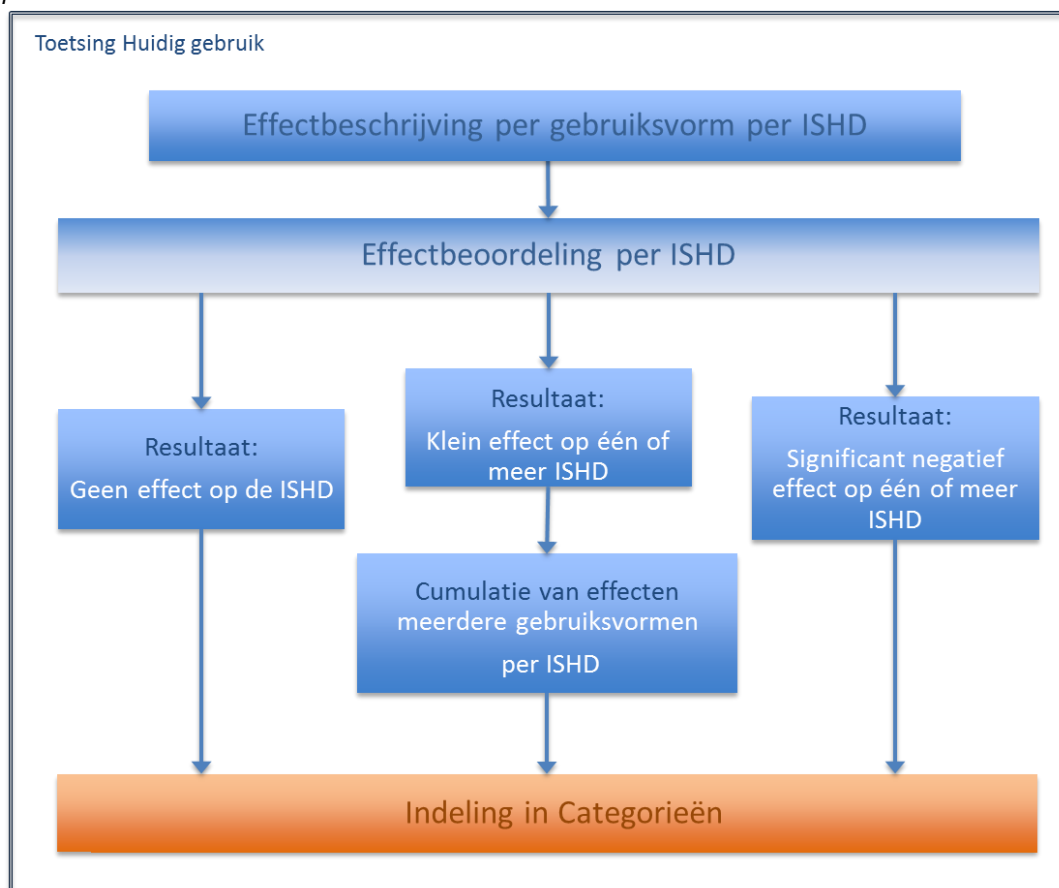 Toetsing Huidig gebruik
Effectbeschrijving per gebruiksvorm per ISHD
Effectbeoordeling per ISHD
Resultaat:
Geen effect op de ISHD
Resultaat:
Klein effect op één of
meer ISHD
Resultaat:
Significant negatief
effect op één of meer
ISHD
Cumulatie van effecten
meerdere gebruiksvormen
per ISHD
Indeling in Categorieën